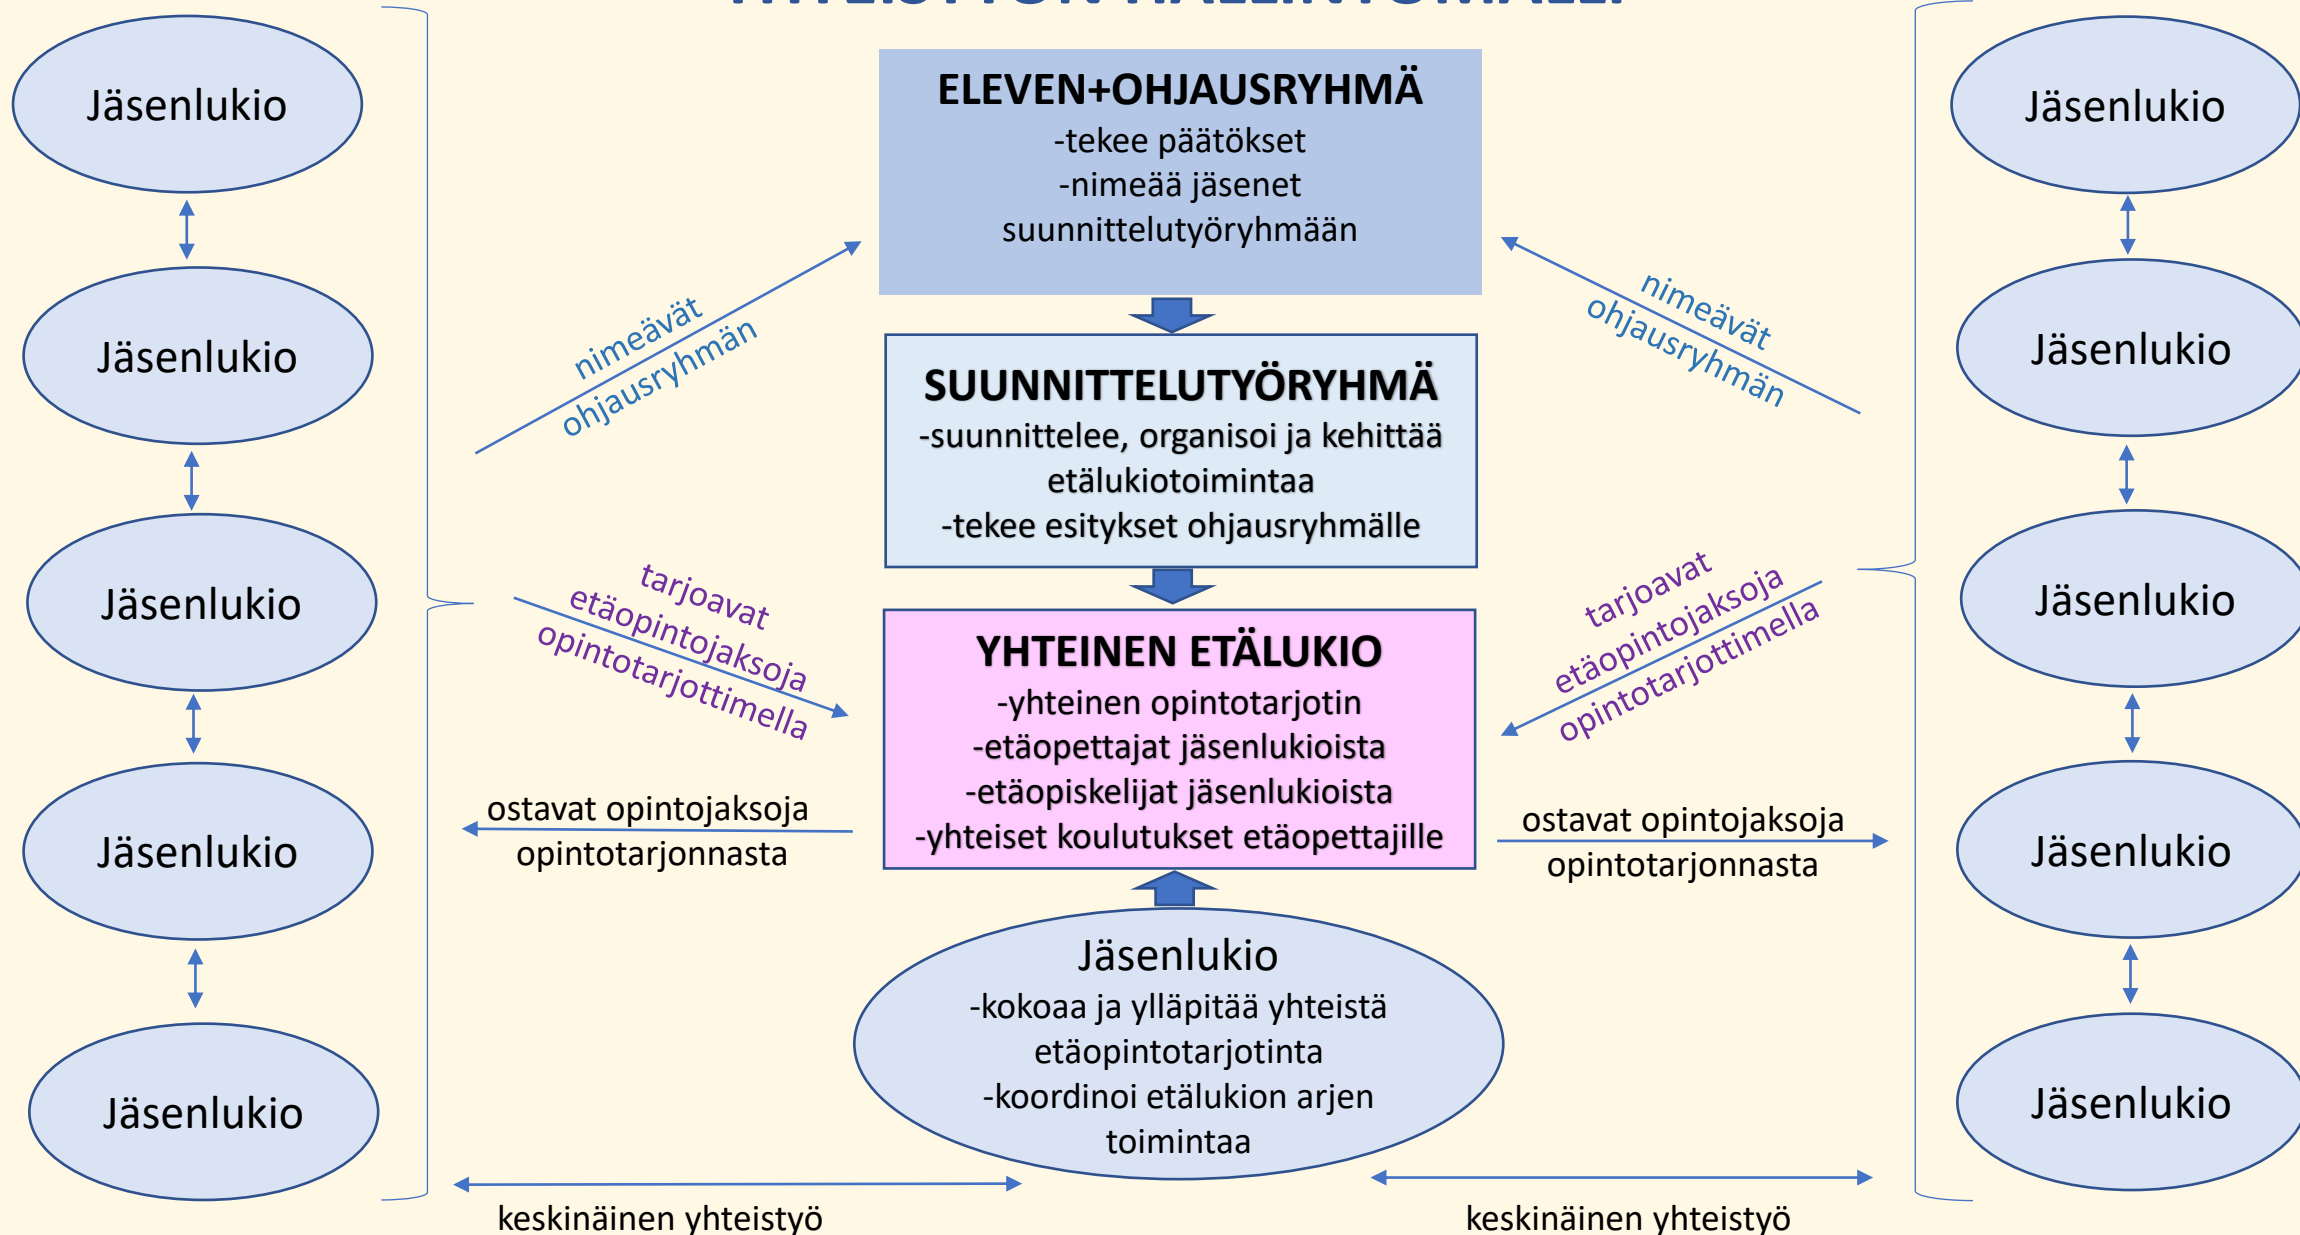 YHTEISTYÖN HALLINTOMALLI
Jäsenlukio
Jäsenlukio
Jäsenlukio
Jäsenlukio
Jäsenlukio
nimeävät
ohjausryhmän
tarjoavat
etäopintojaksoja
opintotarjottimella
ostavat opintojaksoja
opintotarjonnasta
keskinäinen yhteistyö
ELEVEN+OHJAUSRYHMÄ
-tekee päätökset
-nimeää jäsenet
suunnittelutyöryhmään
SUUNNITTELUTYÖRYHMÄ
-suunnittelee, organisoi ja kehittää
etälukiotoimintaa
-tekee esitykset ohjausryhmälle
YHTEINEN ETÄLUKIO
-yhteinen opintotarjotin
-etäopettajat jäsenlukioista
-etäopiskelijat jäsenlukioista
-yhteiset koulutukset etäopettajille
Jäsenlukio
-kokoaa ja ylläpitää yhteistä
etäopintotarjotinta
-koordinoi etälukion arjen
toimintaa
nimeävät
ohjausryhmän
tarjoavat
etäopintojaksoja
opintotarjottimella
ostavat opintojaksoja
opintotarjonnasta
keskinäinen yhteistyö
Jäsenlukio
Jäsenlukio
Jäsenlukio
Jäsenlukio
Jäsenlukio